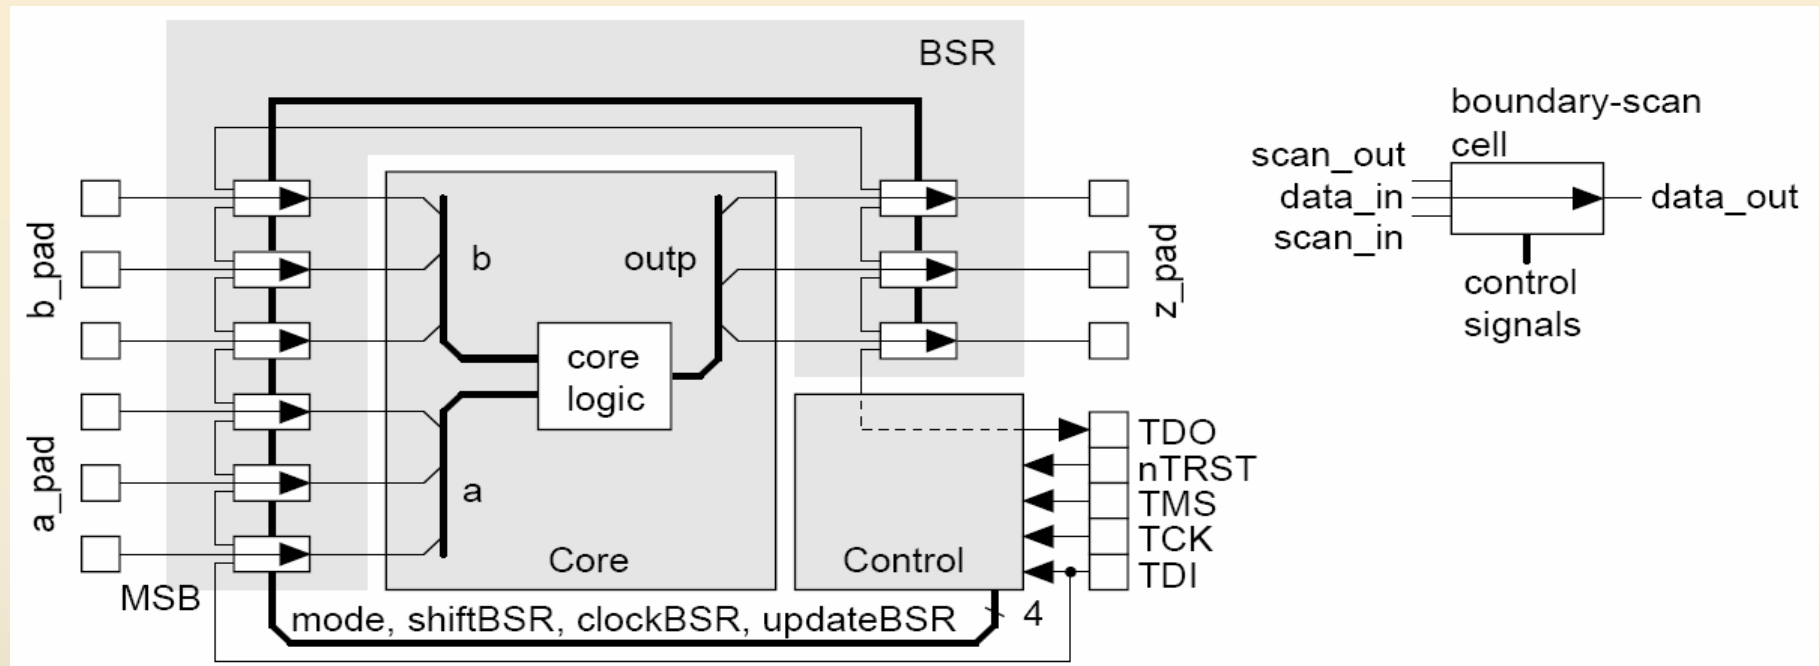 BSR
boundary-scan
cell
scan_out
data_in
scan_in
data_out
control
signals
b_pad
b
outp
z_pad
core
logic
a_pad
a
Core
Control
TDO
nTRST
TMS
TCK
TDI
MSB
mode, shiftBSR, clockBSR, updateBSR
4